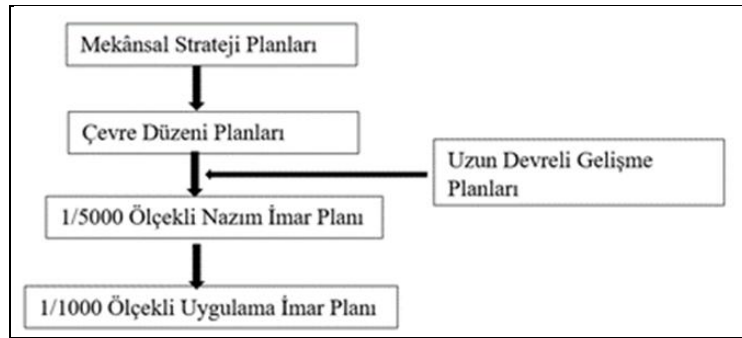 Mekânsal Strateji Planları
Çevre Düzeni Planları
Uzun Devreli Gelişme
Planları
1/5000 Ölçekli Nazım İmar Planı
1/1000 Ölçekli Uygulama İmar Planı